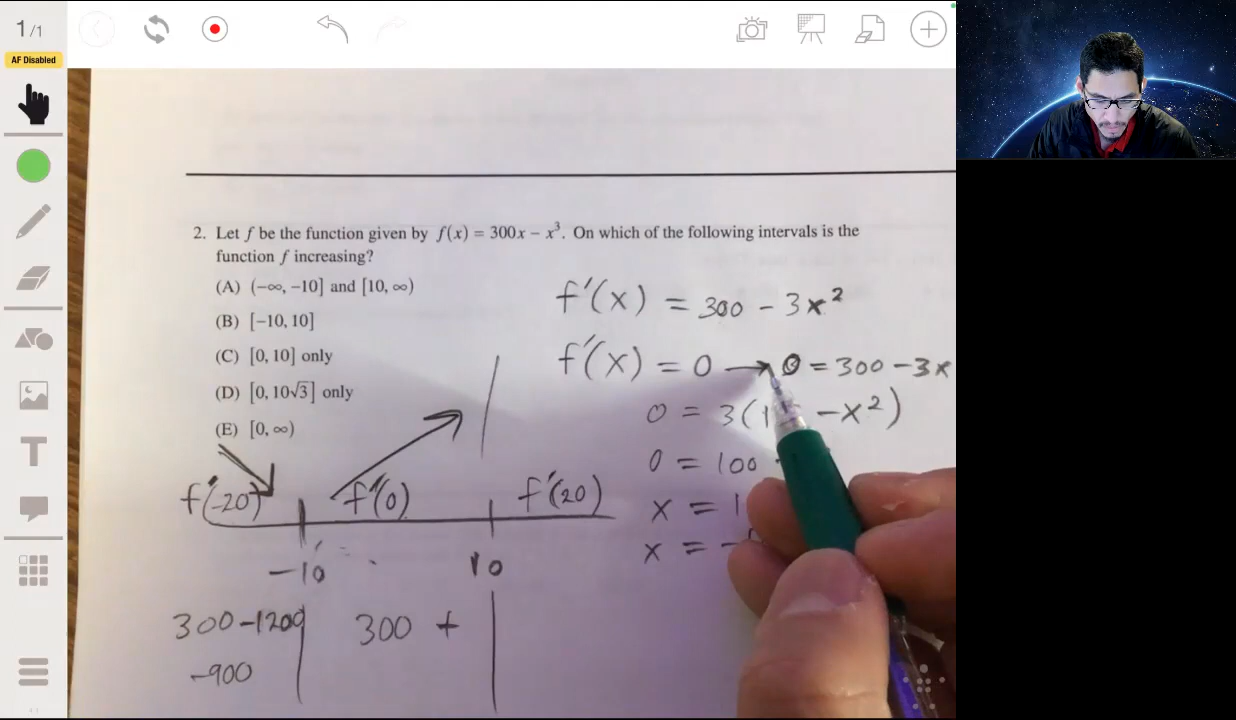 1/1
AF Disabled
2. Let f be the function given by f(x) = 300x − x³. On which of the following intervals is the
function f increasing?
(A) (−∞, −10] and [10, ∞)
(B) [−10, 10]
(C) [0, 10] only
(D) [0, 10√3] only
(E) [0, ∞)
f'(x) = 300 − 3x²
f'(x) = 0 → 0 = 300 − 3x
0 = 3(1 − x²)
0 = 100
x = 1
x = −
f'(-20) f'(0) f'(20)
−10 10
300−1200 300 +
−900
T